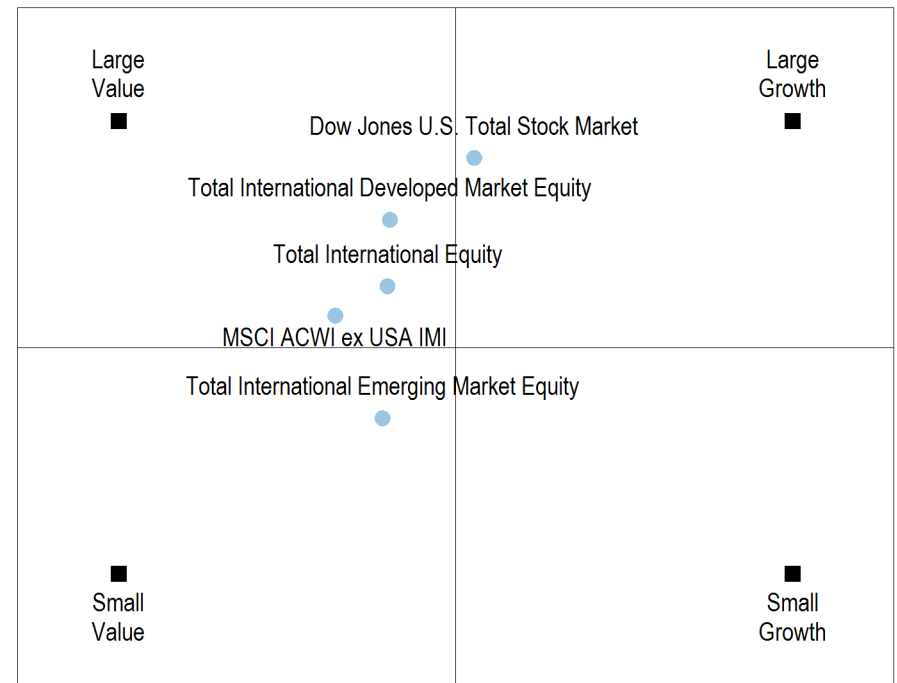 Large
Value
Large
Growth
Dow Jones U.S. Total Stock Market
Total International Developed Market Equity
Total International Equity
MSCI ACWI ex USA IMI
Total International Emerging Market Equity
Small
Value
Small
Growth